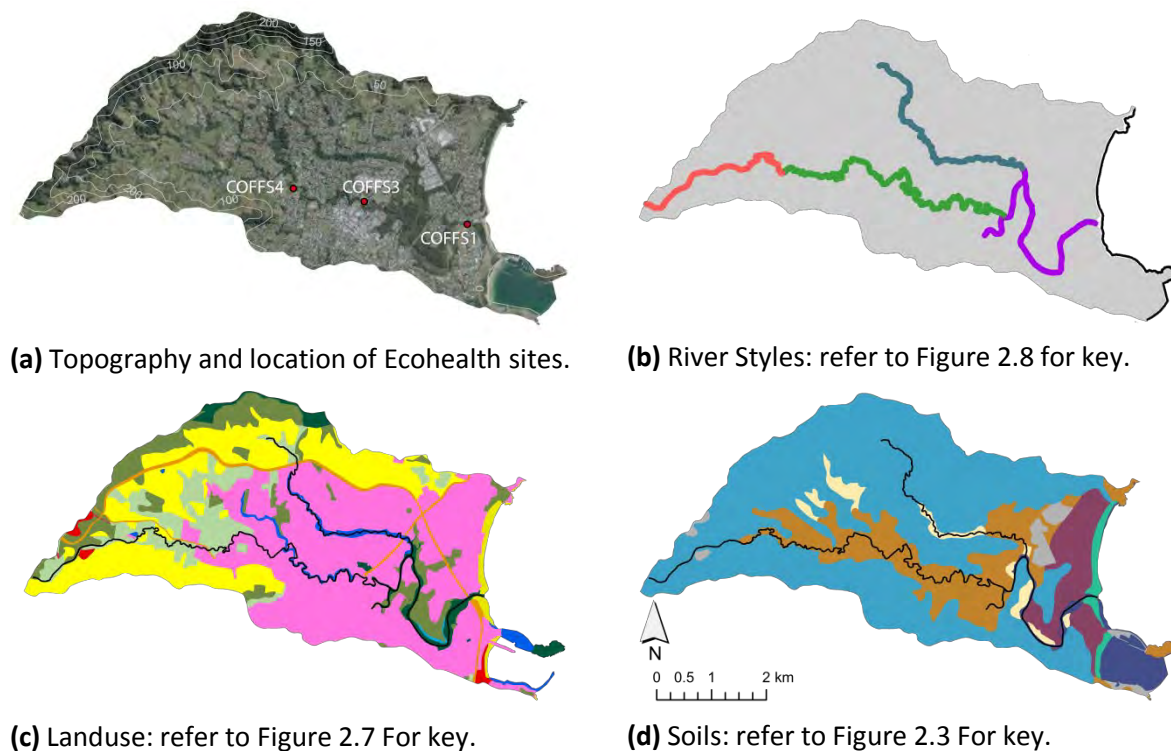 200
150
100
50
COFFS4
COFFS3
200
200
100
COFFS1
(a) Topography and location of Ecohealth sites.
(b) River Styles: refer to Figure 2.8 for key.
N
0 0.5 1 2 km
(c) Landuse: refer to Figure 2.7 For key.
(d) Soils: refer to Figure 2.3 For key.